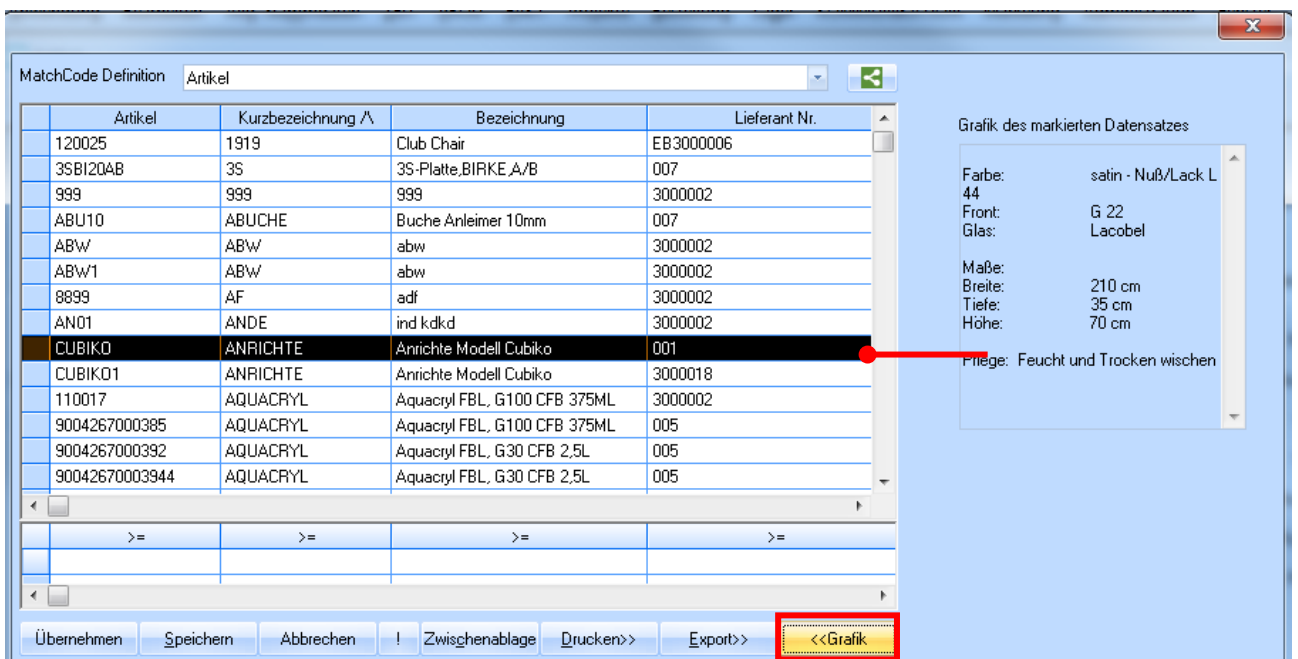 MatchCode Definition Artikel
Artikel Kurzbezeichnung /\ Bezeichnung Lieferant Nr.
120025 1919 Club Chair EB3000006
3SBI20AB 3S 3S-Platte,BIRKE,A/B 007
999 999 999 3000002
ABU10 ABUCHE Buche Anleimer 10mm 007
ABW ABW abw 3000002
ABW1 ABW abw 3000002
8899 AF adf 3000002
AN01 ANDE ind kdkd 3000002
CUBIKO ANRICHTE Anrichte Modell Cubiko 001
CUBIKO1 ANRICHTE Anrichte Modell Cubiko 3000018
110017 AQUACRYL Aquacryl FBL, G100 CFB 375ML 3000002
9004267000385 AQUACRYL Aquacryl FBL, G100 CFB 375ML 005
900426700392 AQUACRYL Aquacryl FBL, G30 CFB 2,5L 005
90042670003944 AQUACRYL Aquacryl FBL, G30 CFB 2,5L 005
>= >= >= >=
Übernehmen Speichern Abbrechen ! Zwischenablage Drucken>> Export>> <<Grafik
Grafik des markierten Datensatzes
Farbe: satin - Nuß/Lack L
44
Front: G 22
Glas: Lacobel
Maße:
Breite: 210 cm
Tiefe: 35 cm
Höhe: 70 cm
Pflege: Feucht und Trocken wischen